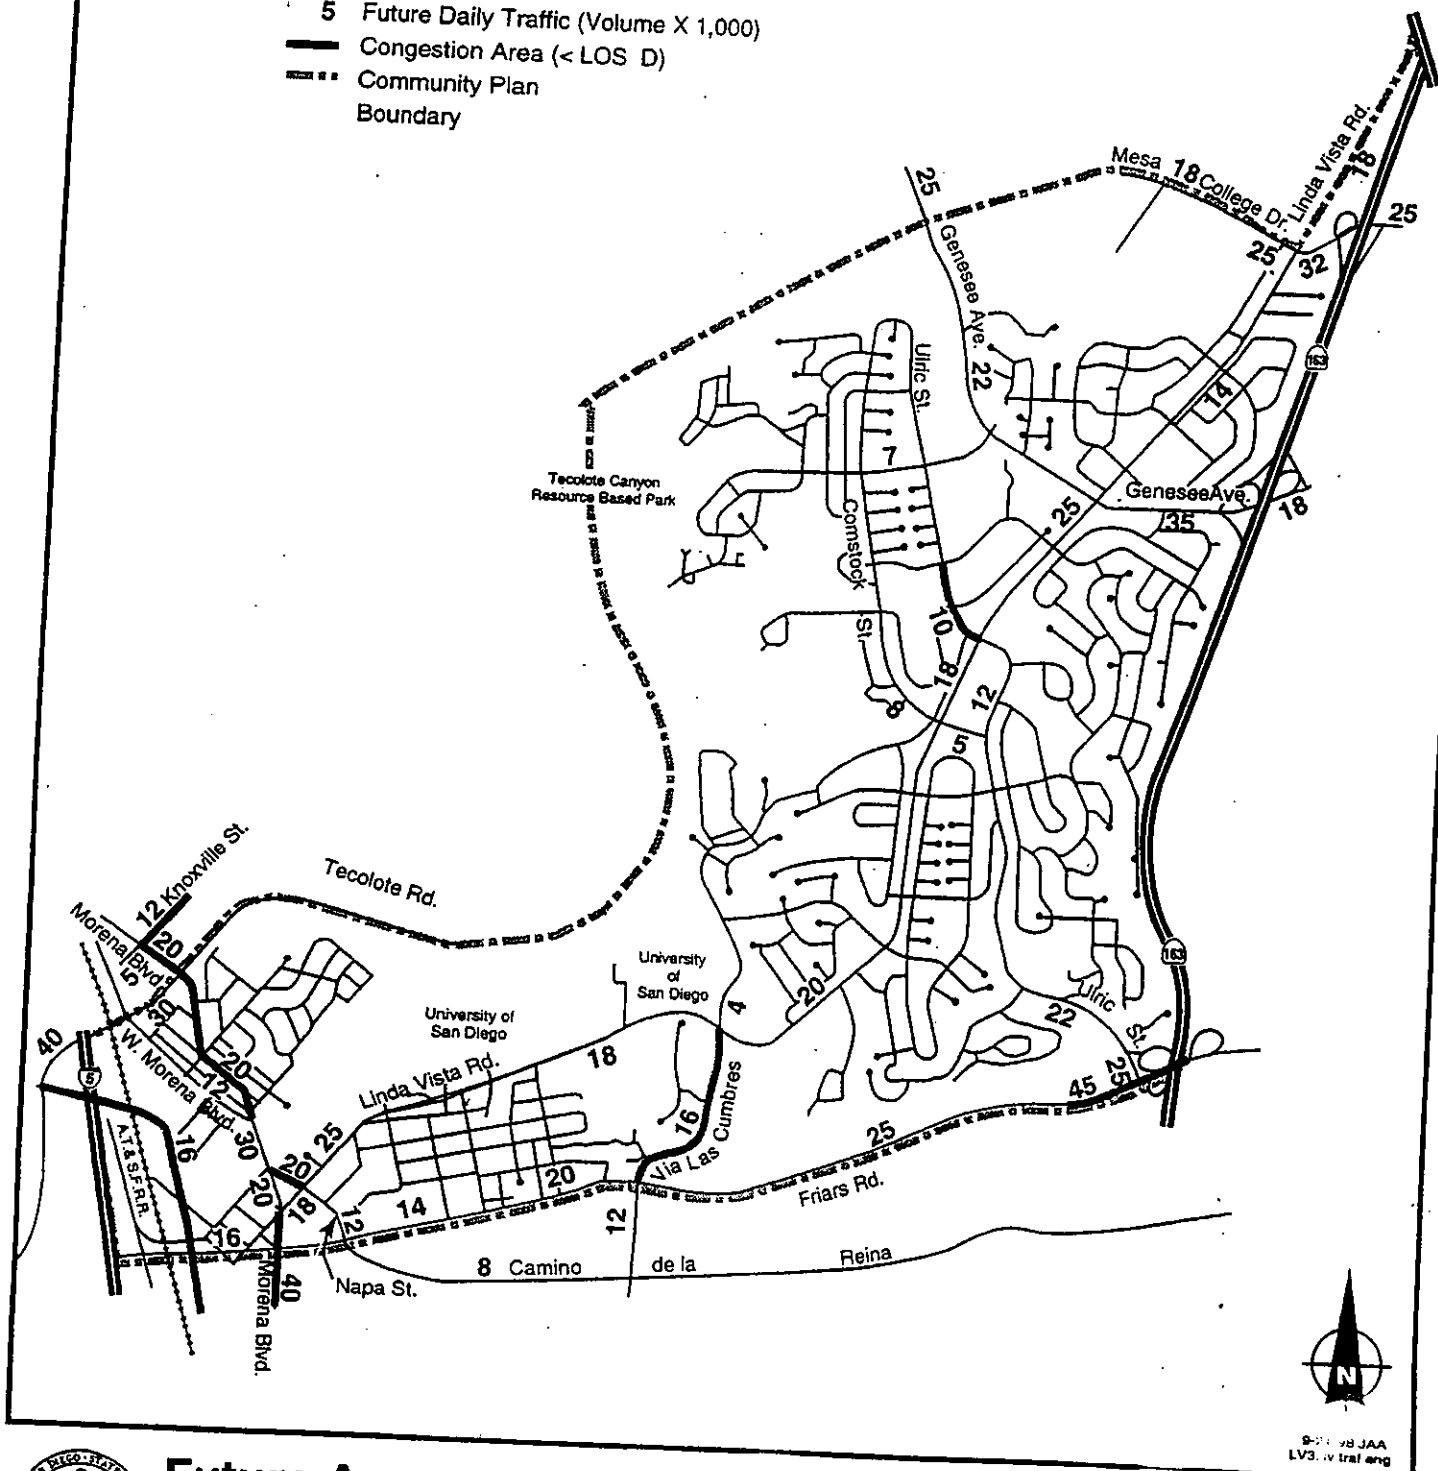 5 Future Daily Traffic (Volume X 1,000)
Congestion Area (< LOS D)
Community Plan
Boundary
Mesa 18 College Dr.
Linda Vista Rd.
18
25
25
25
32
Genesee Ave.
22
Ulric St.
163
14
7
Tecolote Canyon
Resource Based Park
Genesee Ave.
18
25
35
Comstock
St.
10
18
12
8
5
12 Knoxville St.
Tecolote Rd.
Morena Blvd.
20
5
163
University
of
San Diego
4
20
University of
San Diego
Ulric
St.
22
30
40
W. Morena Blvd.
20
12
5
Linda Vista Rd.
18
25
45
16
Via Las Cumbres
16
30
25
25
A.T.& S.F.R.R.
20
20
18
20
14
12
Friars Rd.
16
12
8 Camino de la Reina
Napa St.
40
Morena Blvd.
N
JAA